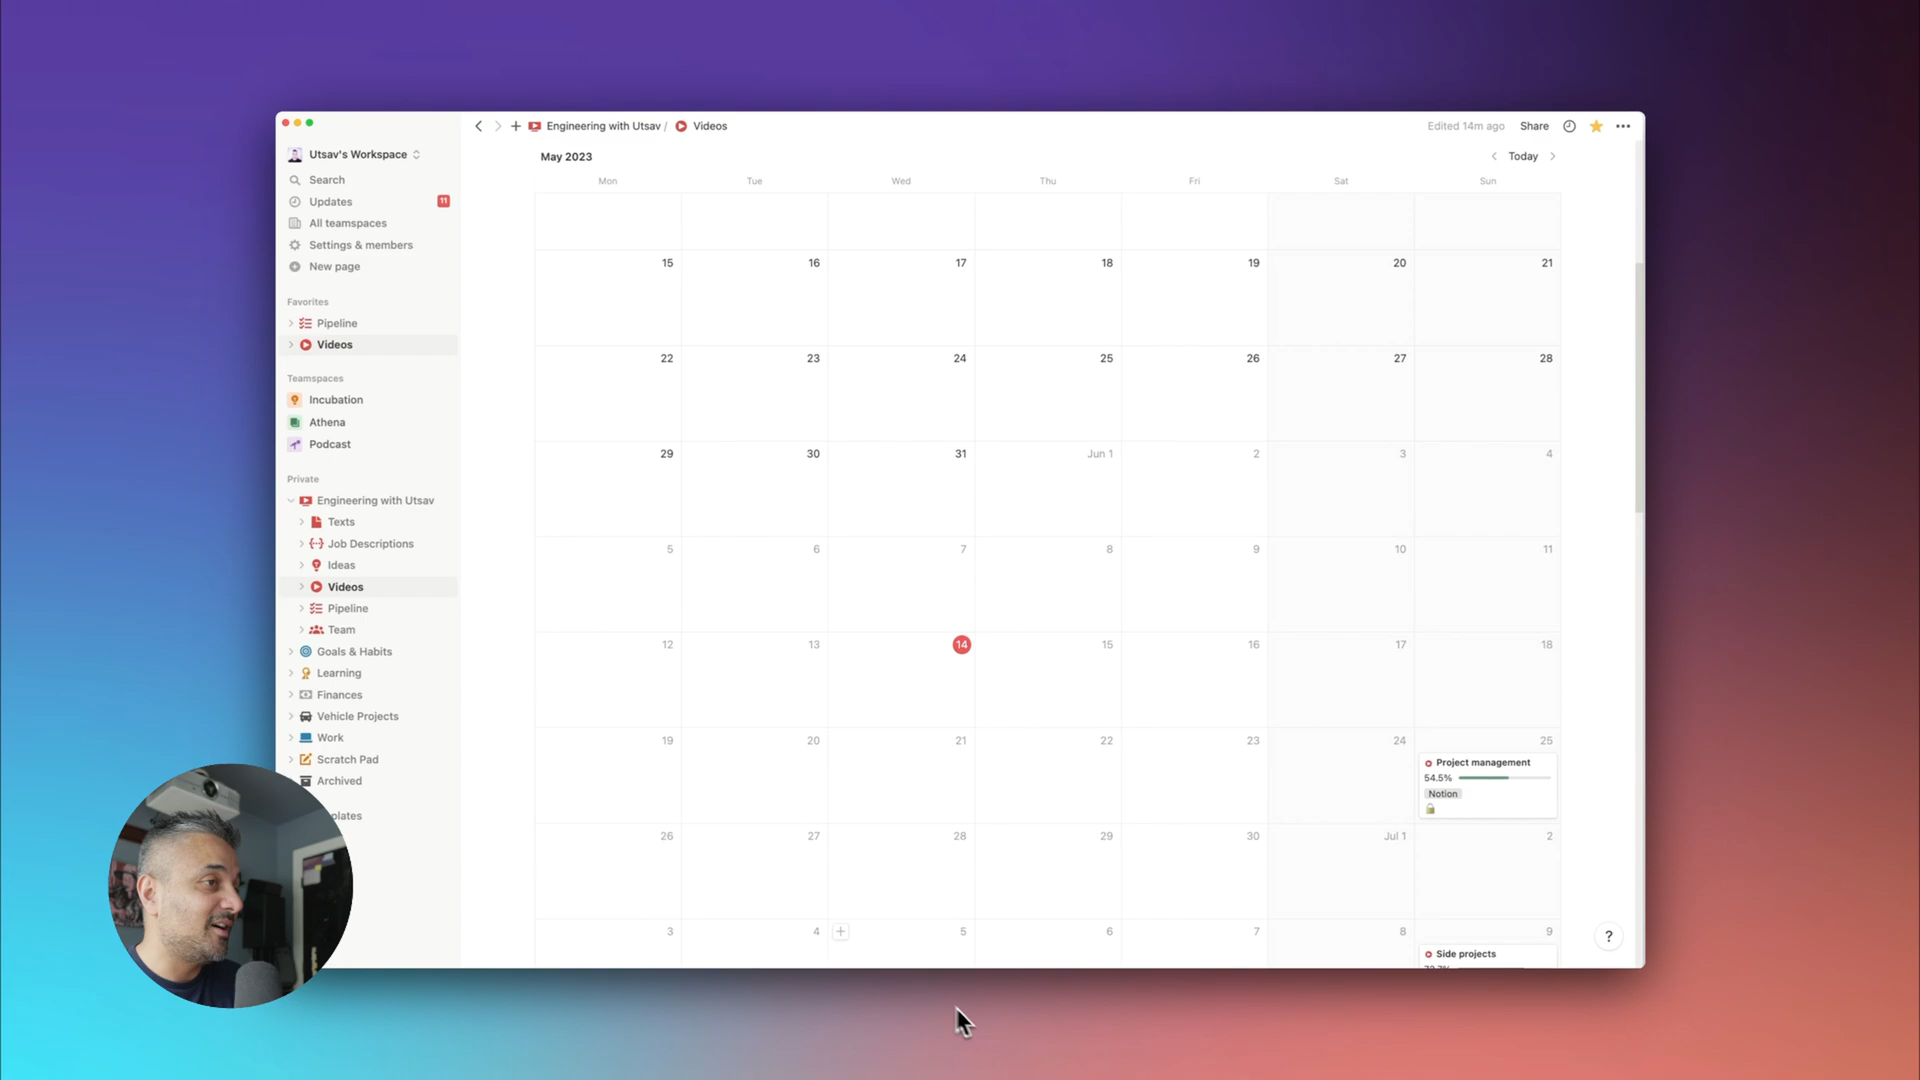 Engineering with Utsav / Videos
Edited 14m ago Share
Utsav's Workspace
Search
Updates 11
All teamspaces
Settings & members
New page
Favorites
Pipeline
Videos
Teamspaces
Incubation
Athena
Podcast
Private
Engineering with Utsav
Texts
Job Descriptions
Ideas
Videos
Pipeline
Team
Goals & Habits
Learning
Finances
Vehicle Projects
Work
Scratch Pad
Archived
plates
May 2023
Today
Mon Tue Wed Thu Fri Sat Sun
15 16 17 18 19 20 21
22 23 24 25 26 27 28
29 30 31 Jun 1 2 3 4
5 6 7 8 9 10 11
12 13 14 15 16 17 18
19 20 21 22 23 24 25
Project management
54.5%
Notion
26 27 28 29 30 Jul 1 2
3 4 + 5 6 7 8 9
Side projects
?